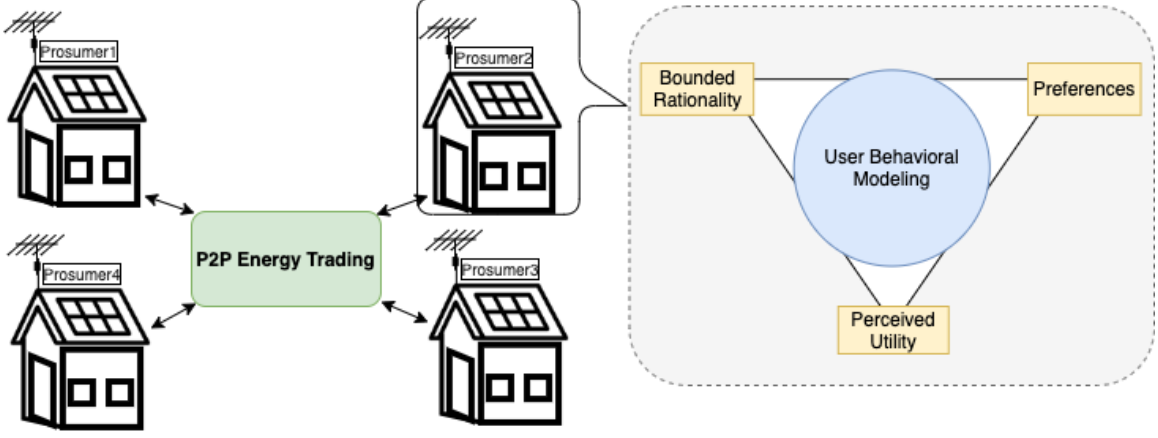 Prosumer1
Prosumer2
P2P Energy Trading
Prosumer4
Prosumer3
Bounded
Rationality
Preferences
User Behavioral
Modeling
Perceived
Utility